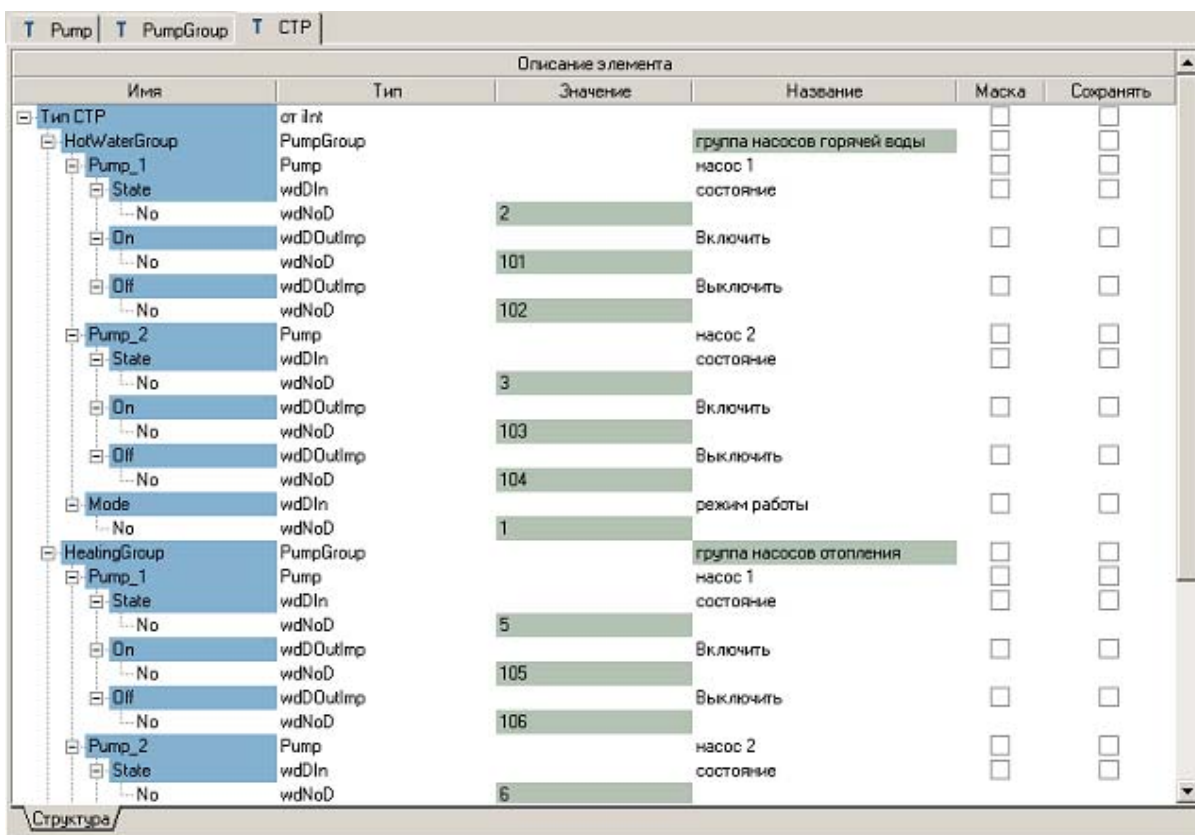 T Pump T PumpGroup T СТР
Описание элемента
Имя Тип Значение Название Маска Сохранять
Тип СТР от iInt
HotWaterGroup PumpGroup группа насосов горячей воды
Pump_1 Pump насос 1
State wdDIn состояние
No wdNoD 2
On wdDOutImp Включить
No wdNoD 101
Off wdDOutImp Выключить
No wdNoD 102
Pump_2 Pump насос 2
State wdDIn состояние
No wdNoD 3
On wdDOutImp Включить
No wdNoD 103
Off wdDOutImp Выключить
No wdNoD 104
Mode wdDIn режим работы
No wdNoD 1
HeatingGroup PumpGroup группа насосов отопления
Pump_1 Pump насос 1
State wdDIn состояние
No wdNoD 5
On wdDOutImp Включить
No wdNoD 105
Off wdDOutImp Выключить
No wdNoD 106
Pump_2 Pump насос 2
State wdDIn состояние
No wdNoD 6
Структура